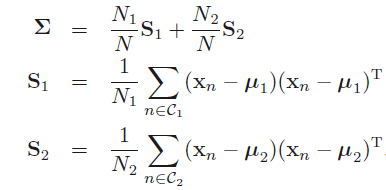 Σ = N₁/N S₁ + N₂/N S₂
S₁ = 1/N₁ ∑_{n∈C₁} (xₙ − μ₁)(xₙ − μ₁)ᵀ
S₂ = 1/N₂ ∑_{n∈C₂} (xₙ − μ₂)(xₙ − μ₂)ᵀ.